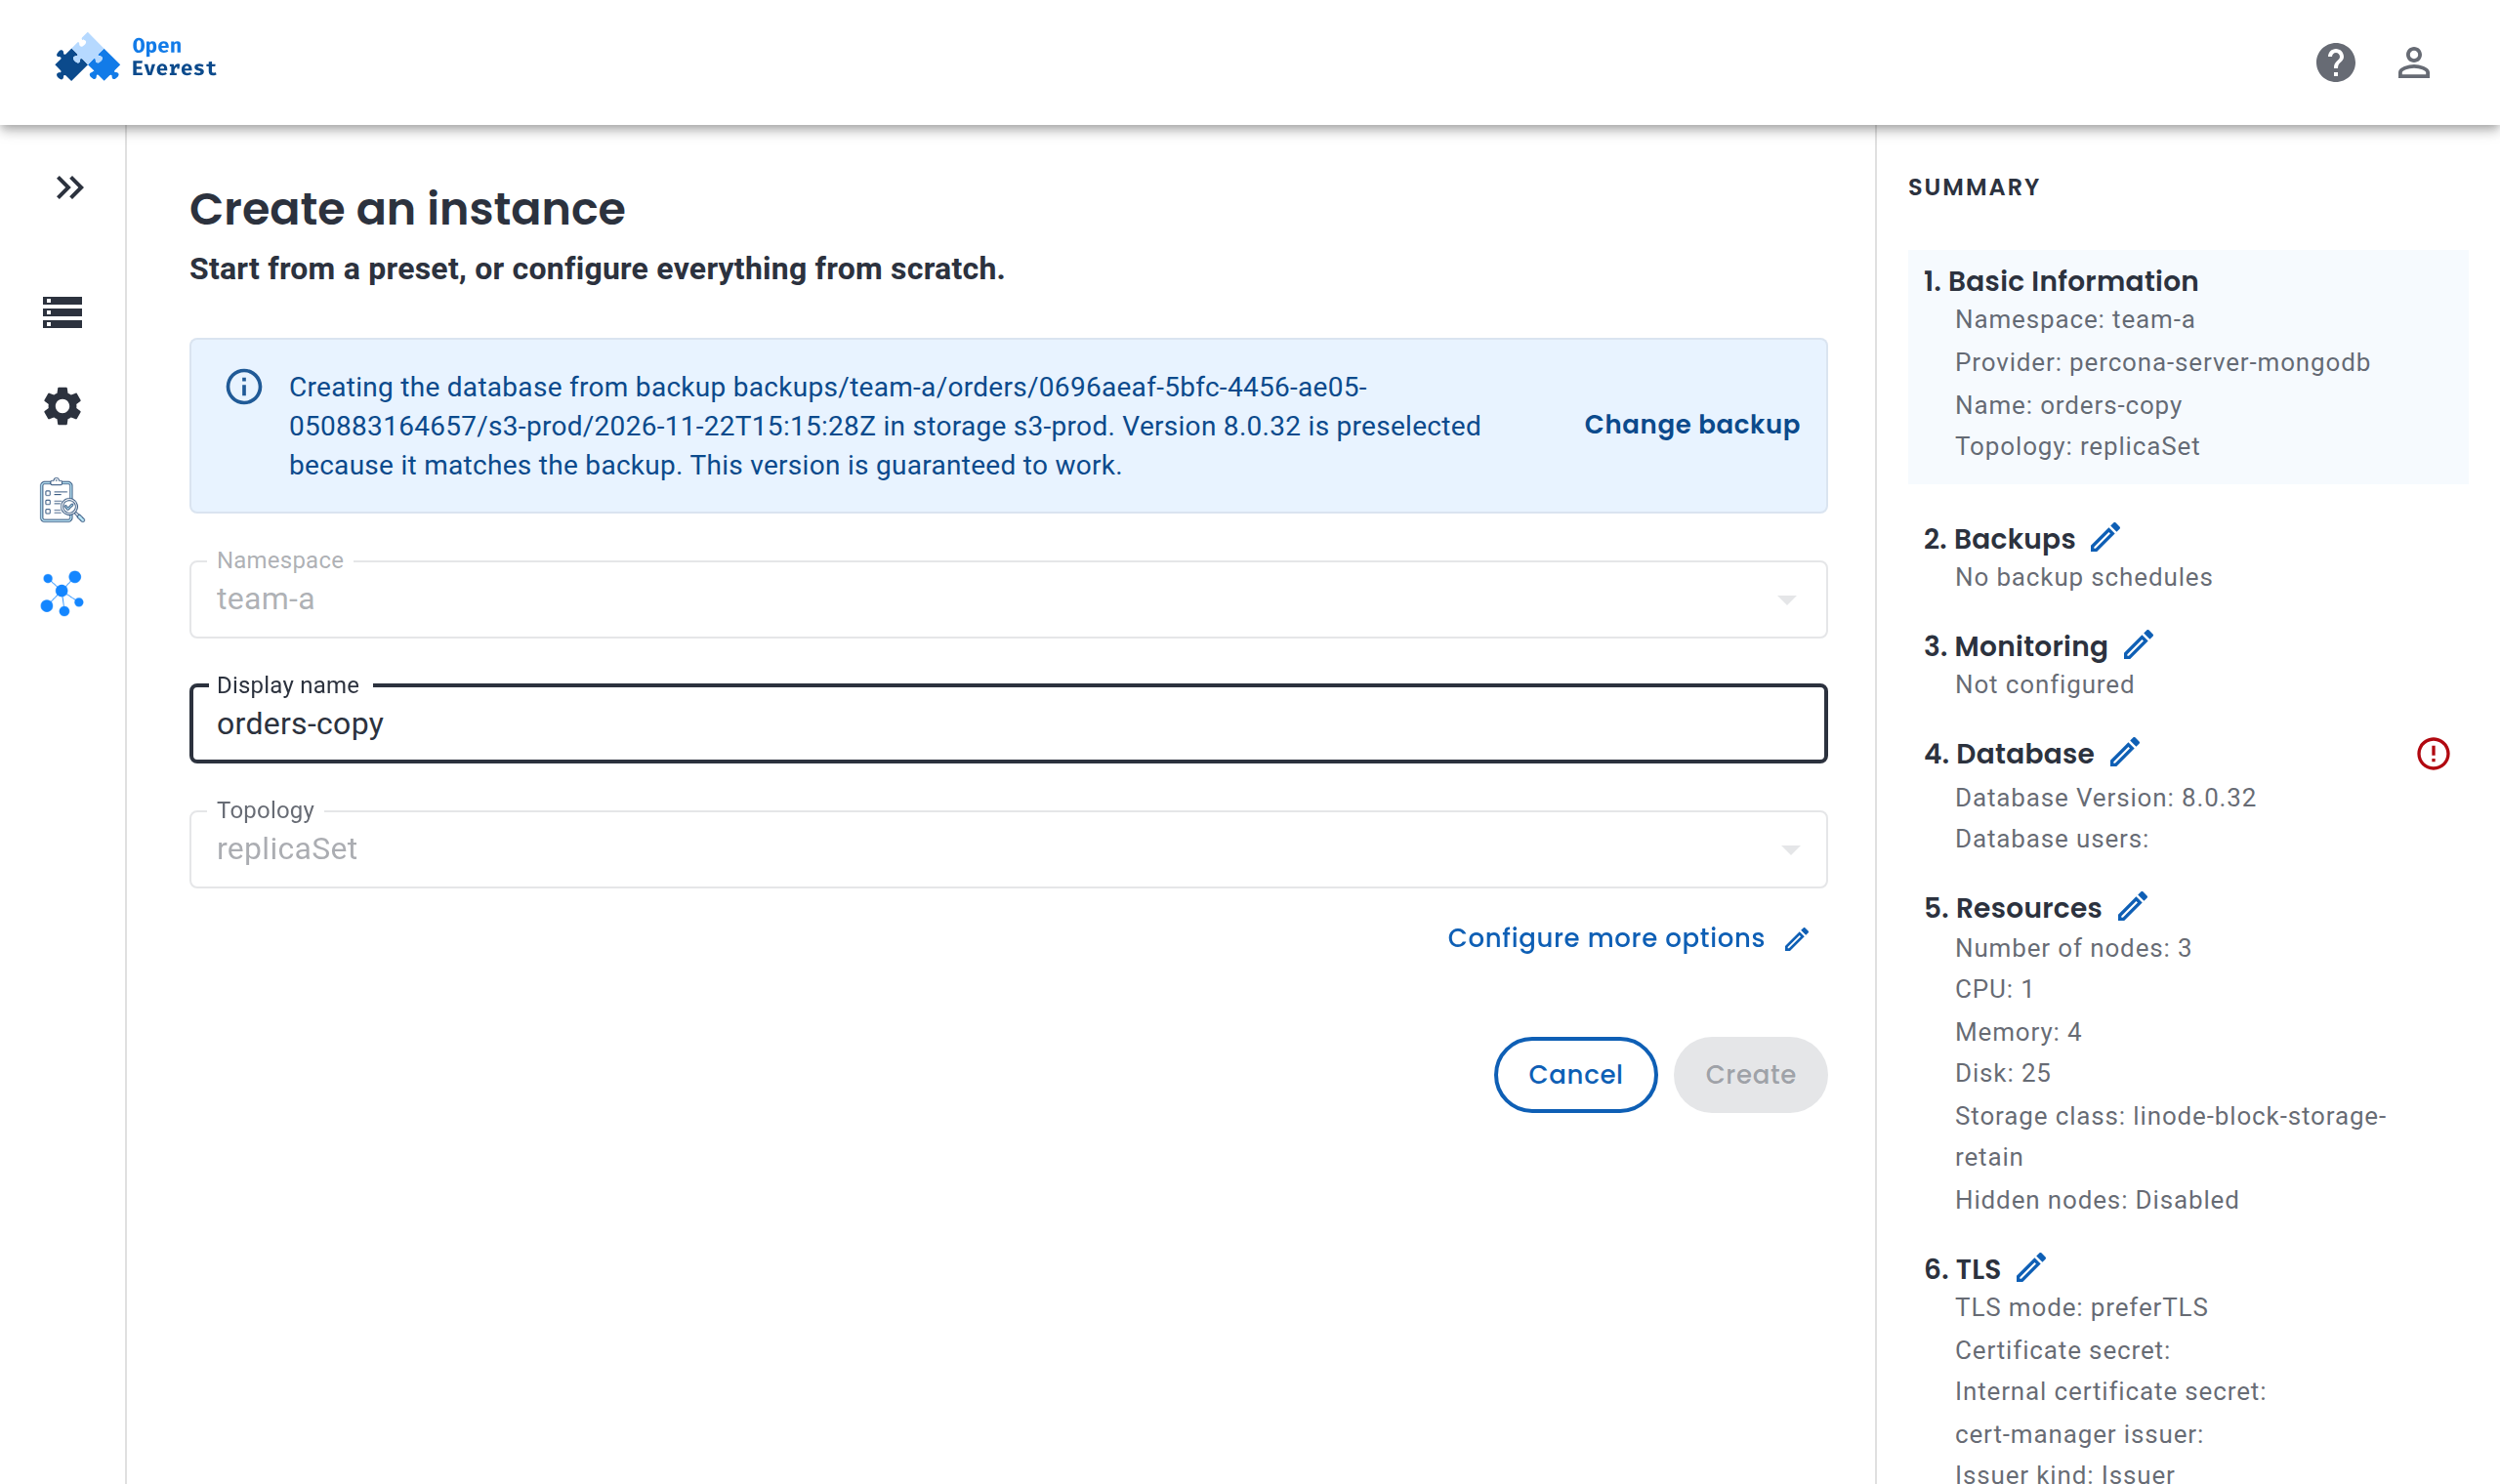 Open
Everest
Create an instance
Start from a preset, or configure everything from scratch.
Creating the database from backup backups/team-a/orders/0696aeaf-5bfc-4456-ae05-
050883164657/s3-prod/2026-11-22T15:15:28Z in storage s3-prod. Version 8.0.32 is preselected
because it matches the backup. This version is guaranteed to work.
Change backup
Namespace
team-a
Display name
orders-copy
Topology
replicaSet
Configure more options
Cancel
Create
SUMMARY
1. Basic Information
Namespace: team-a
Provider: percona-server-mongodb
Name: orders-copy
Topology: replicaSet
2. Backups
No backup schedules
3. Monitoring
Not configured
4. Database
Database Version: 8.0.32
Database users:
5. Resources
Number of nodes: 3
CPU: 1
Memory: 4
Disk: 25
Storage class: linode-block-storage-
retain
Hidden nodes: Disabled
6. TLS
TLS mode: preferTLS
Certificate secret:
Internal certificate secret:
cert-manager issuer:
Issuer kind: Issuer